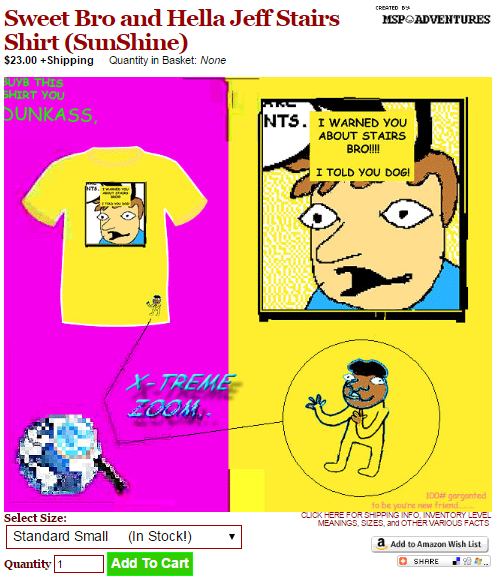 Sweet Bro and Hella Jeff Stairs
Shirt (SunShine)
CREATED BY:
MSPADVENTURES
$23.00 +Shipping Quantity in Basket: None
BUYB THIS
SHIRT YOU
DUNKASS,
NTS.
I WARNED YOU
ABOUT STAIRS
BRO!!!!
I TOLD YOU DOG!
NTS.
I WARNED YOU
ABOUT STAIRS
BRO!!!!
I TOLD YOU DOG!
X-TREME
ZOOM..
100# gargented
to be you're new friend.......
CLICK HERE FOR SHIPPING INFO, INVENTORY LEVEL
MEANINGS, SIZES, and OTHER VARIOUS FACTS
Select Size:
Standard Small (In Stock!)
a Add to Amazon Wish List
SHARE
Quantity 1 Add To Cart